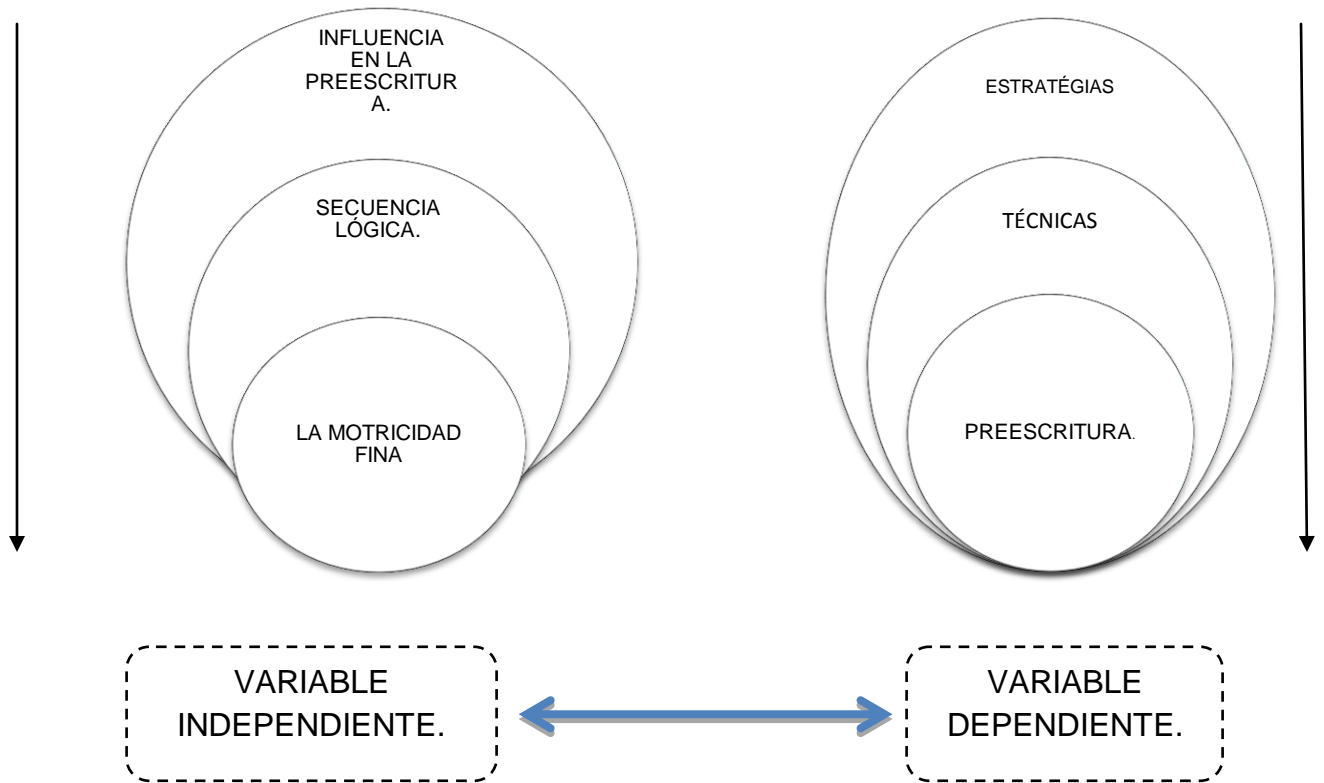 INFLUENCIA
EN LA
PREESCRITUR
A.
SECUENCIA
LÓGICA.
LA MOTRICIDAD
FINA
ESTRATÉGIAS
TÉCNICAS
PREESCRITURA.
VARIABLE
INDEPENDIENTE.
VARIABLE
DEPENDIENTE.